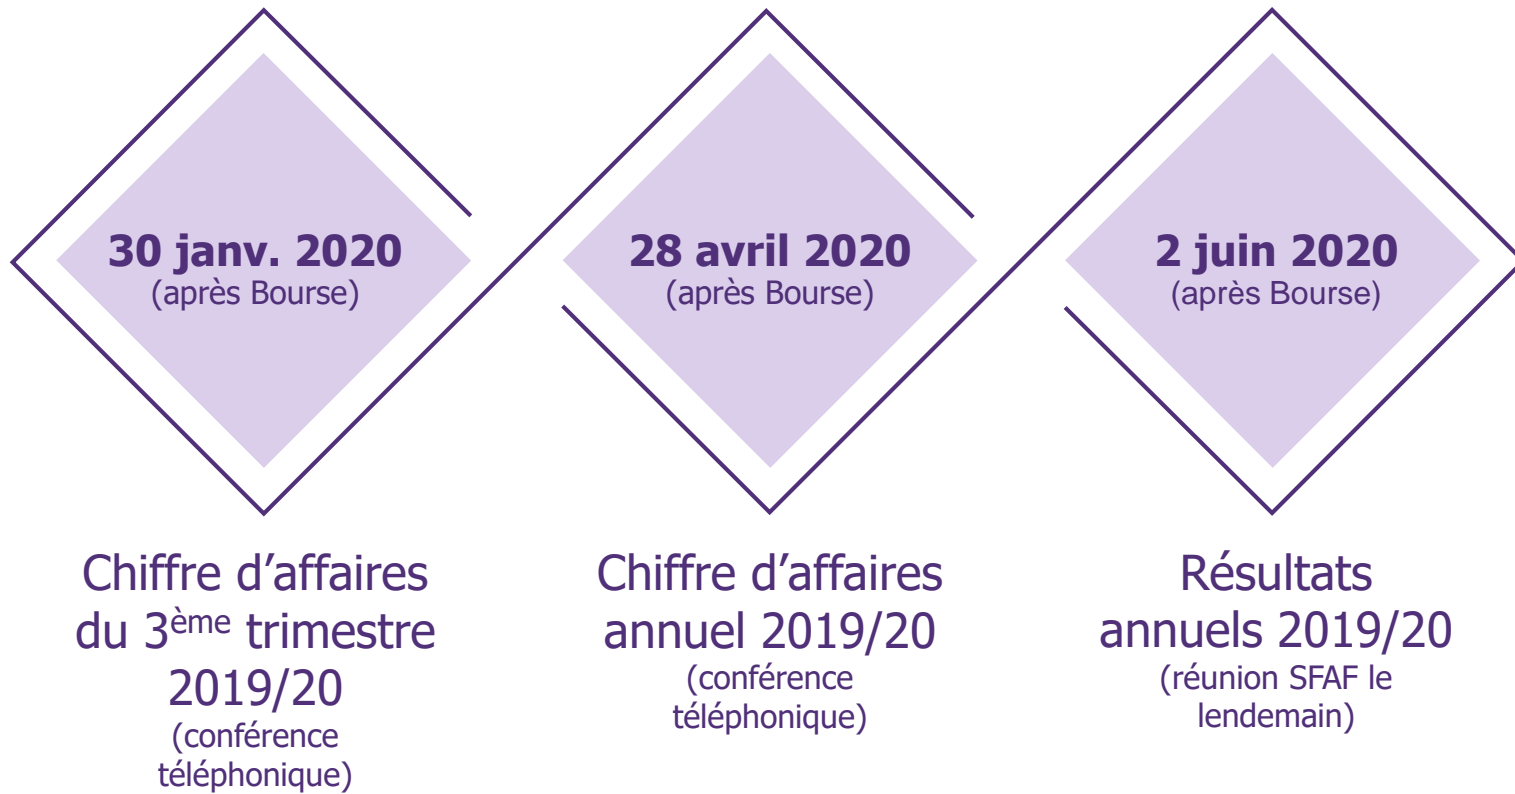 30 janv. 2020
(après Bourse)
Chiffre d’affaires
du 3ème trimestre
2019/20
(conférence
téléphonique)
28 avril 2020
(après Bourse)
Chiffre d’affaires
annuel 2019/20
(conférence
téléphonique)
2 juin 2020
(après Bourse)
Résultats
annuels 2019/20
(réunion SFAF le
lendemain)